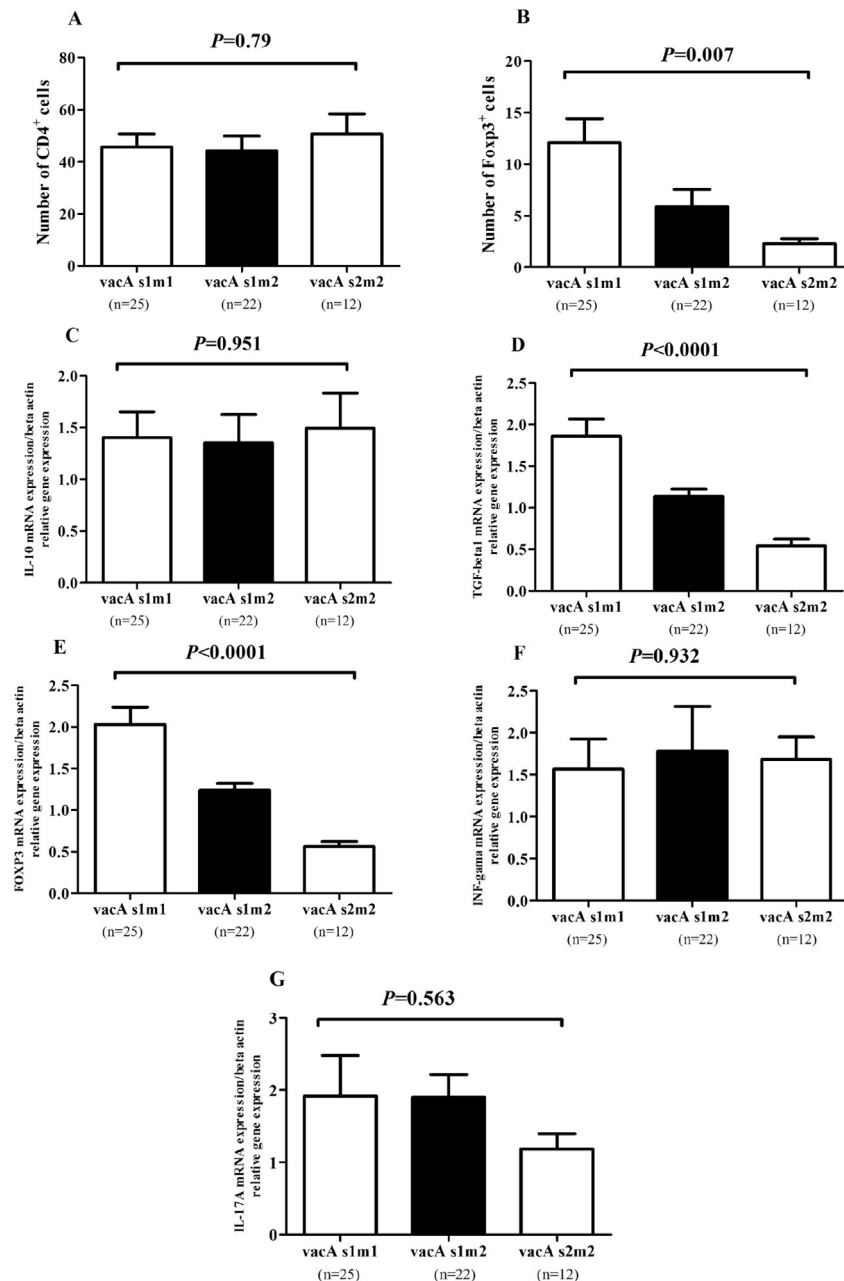 A
P=0.79
Number of CD4+ cells
80
60
40
20
0
vacA s1m1
vacA s1m2
vacA s2m2
(n=25)
(n=22)
(n=12)
B
P=0.007
Number of Foxp3+ cells
20
15
10
5
0
vacA s1m1
vacA s1m2
vacA s2m2
(n=25)
(n=22)
(n=12)
C
P=0.951
IL-10 mRNA expression/beta actin
relative gene expression
2.0
1.5
1.0
0.5
0.0
vacA s1m1
vacA s1m2
vacA s2m2
(n=25)
(n=22)
(n=12)
D
P<0.0001
TGF-beta1 mRNA expression/beta actin
relative gene expression
2.5
2.0
1.5
1.0
0.5
0.0
vacA s1m1
vacA s1m2
vacA s2m2
(n=25)
(n=22)
(n=12)
E
P<0.0001
FOXP3 mRNA expression/beta actin
relative gene expression
2.5
2.0
1.5
1.0
0.5
0.0
vacA s1m1
vacA s1m2
vacA s2m2
(n=25)
(n=22)
(n=12)
F
P=0.932
INF-gama mRNA expression/beta actin
relative gene expression
2.5
2.0
1.5
1.0
0.5
0.0
vacA s1m1
vacA s1m2
vacA s2m2
(n=25)
(n=22)
(n=12)
G
P=0.563
IL-17A mRNA expression/beta actin
relative gene expression
3
2
1
0
vacA s1m1
vacA s1m2
vacA s2m2
(n=25)
(n=22)
(n=12)